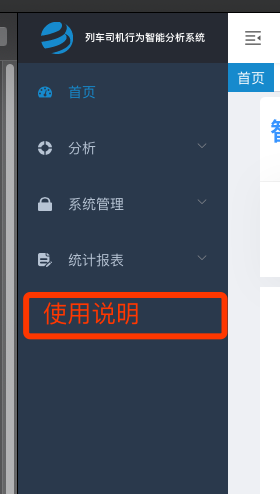 列车司机行为智能分析系统
首页
首页
分析
系统管理
统计报表
使用说明